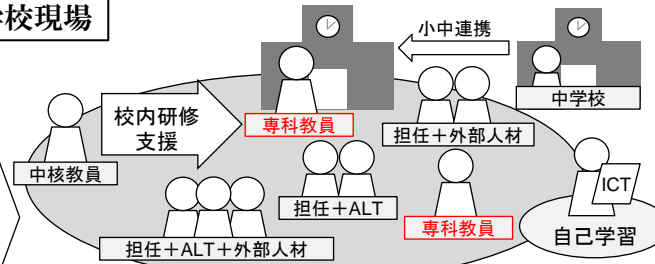 校現場
小中連携
中学校
校内研修
支援
専科教員
担任＋外部人材
中核教員
担任＋ALT
専科教員
ICT
自己学習
担任＋ALT＋外部人材